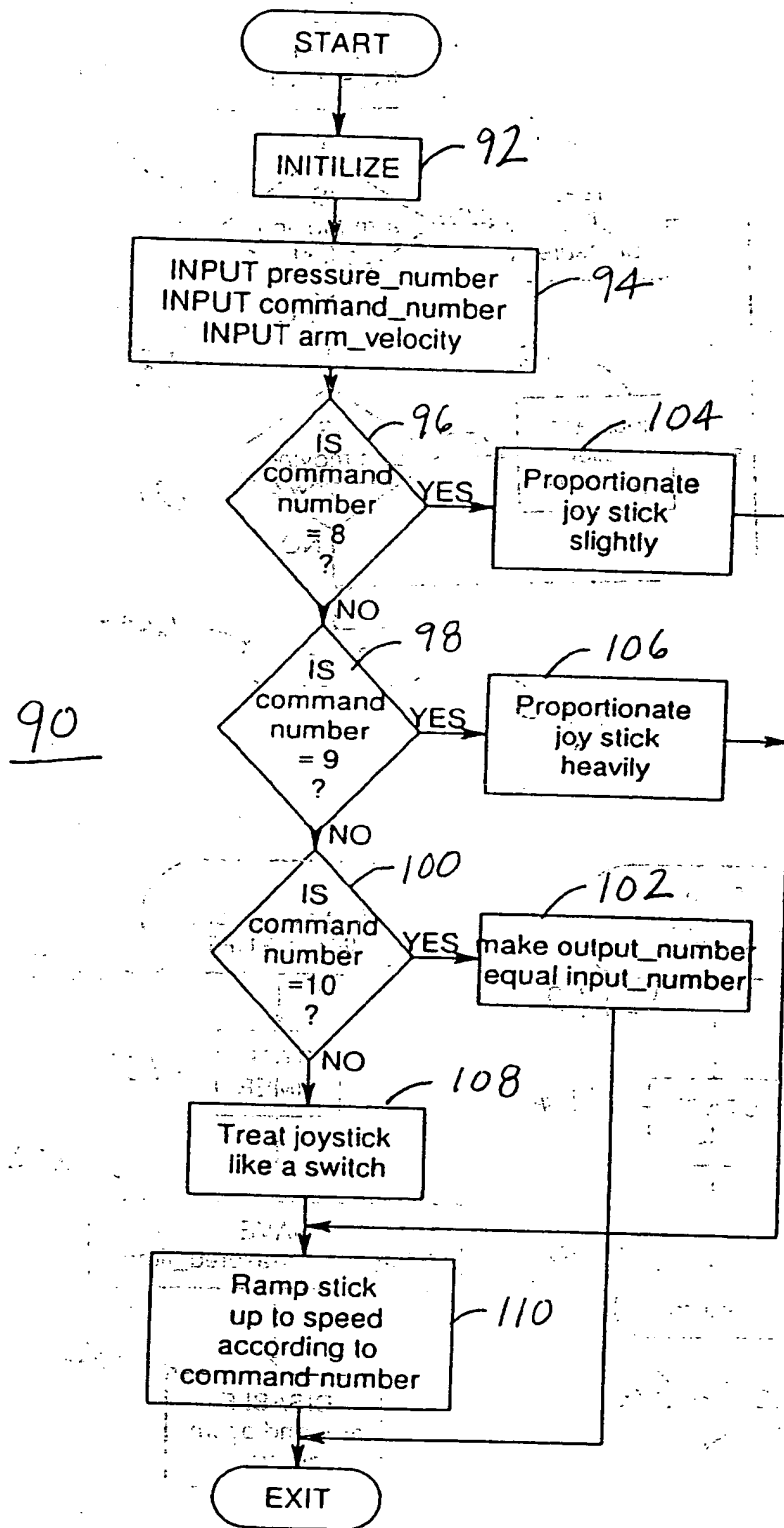 START
INITILIZE
92
INPUT pressure_number
INPUT command_number
INPUT arm_velocity
94
IS
command
number
= 8
?
96
YES
104
Proportionate
joy stick
slightly
NO
98
IS
command
number
= 9
?
YES
106
Proportionate
joy stick
heavily
90
NO
100
IS
command
number
=10
?
YES
102
make output_number
equal input_number
NO
108
Treat joystick
like a switch
Ramp stick
up to speed
according to
command number
110
EXIT